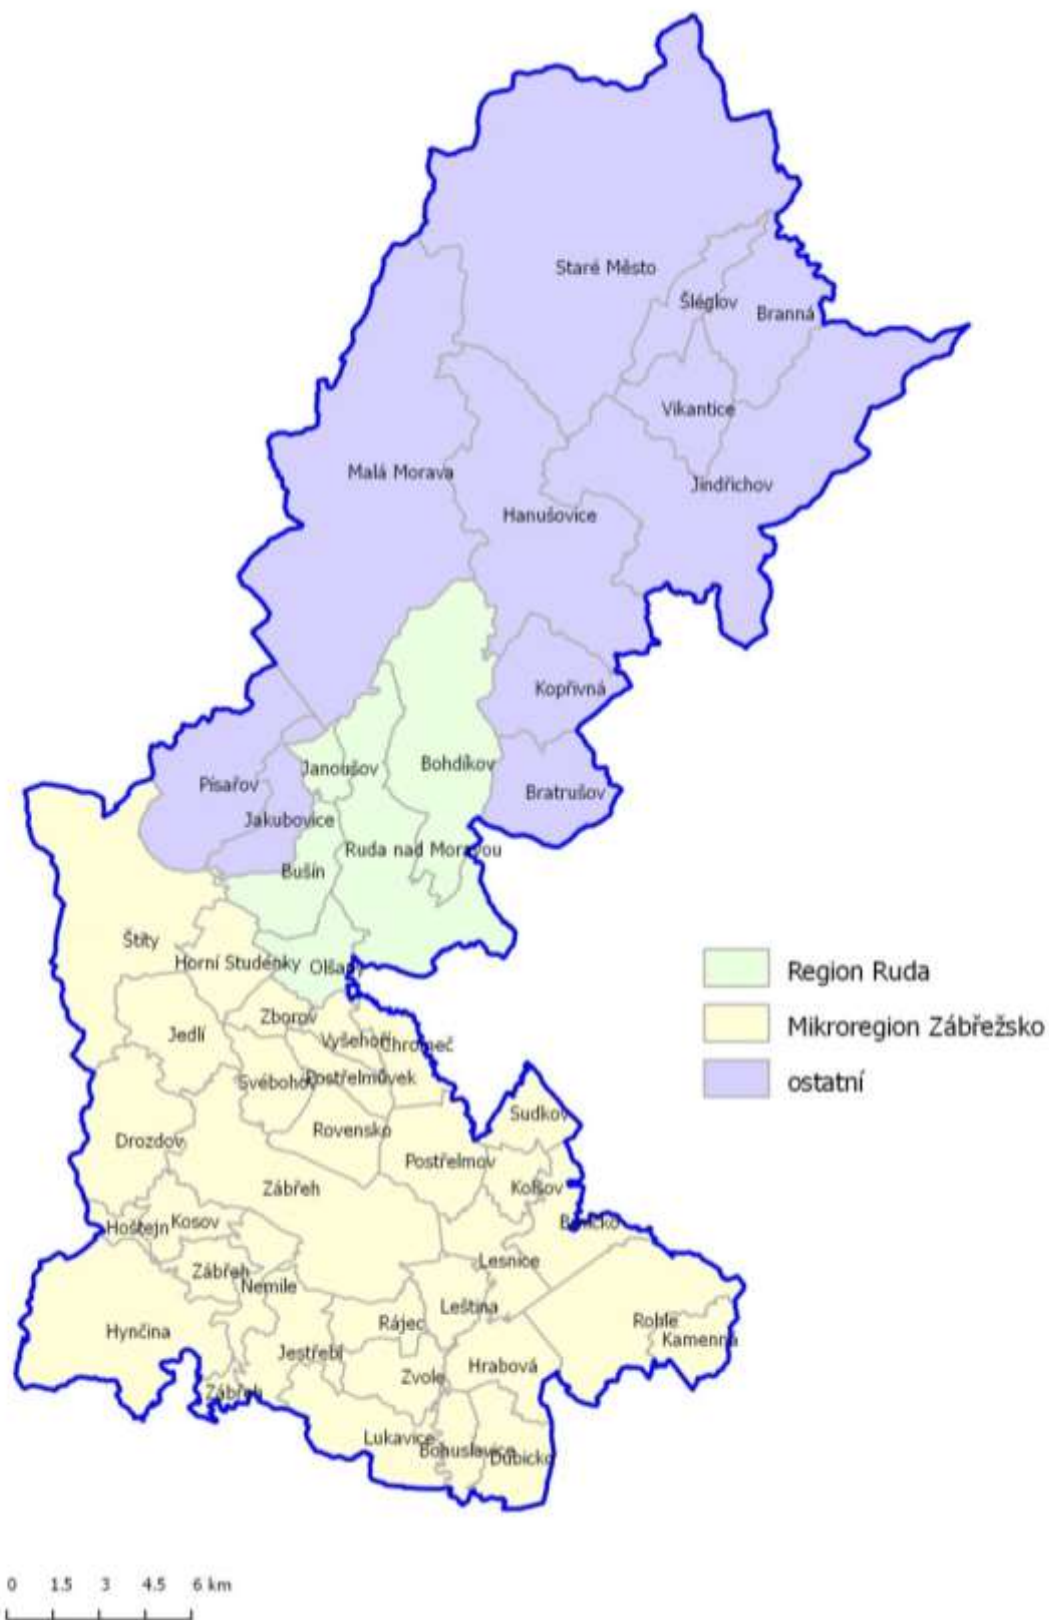 Staré Město
Šléglov
Branná
Vikantice
Malá Morava
Jindřichov
Hanušovice
Kopřivná
Janoušov
Bohdíkov
Písařov
Bratrušov
Jakubovice
Ruda nad Moravou
Bušín
Štíty
Horní Studénky
Olšany
Region Ruda
Zborov
Mikroregion Zábřežsko
Jedlí
Vyšehoří
Chromeč
Svébohov
Postřelmůvek
ostatní
Sudkov
Rovensko
Drozdov
Postřelmov
Zábřeh
Kolšov
Hoštejn
Kosov
Brníčko
Lesnice
Zábřeh
Nemile
Leština
Rájec
Rohle
Hynčina
Kamenná
Jestřebí
Hrabová
Zvole
Zábřeh
Lukavice
Bohuslavice
Dubicko
0 1.5 3 4.5 6 km